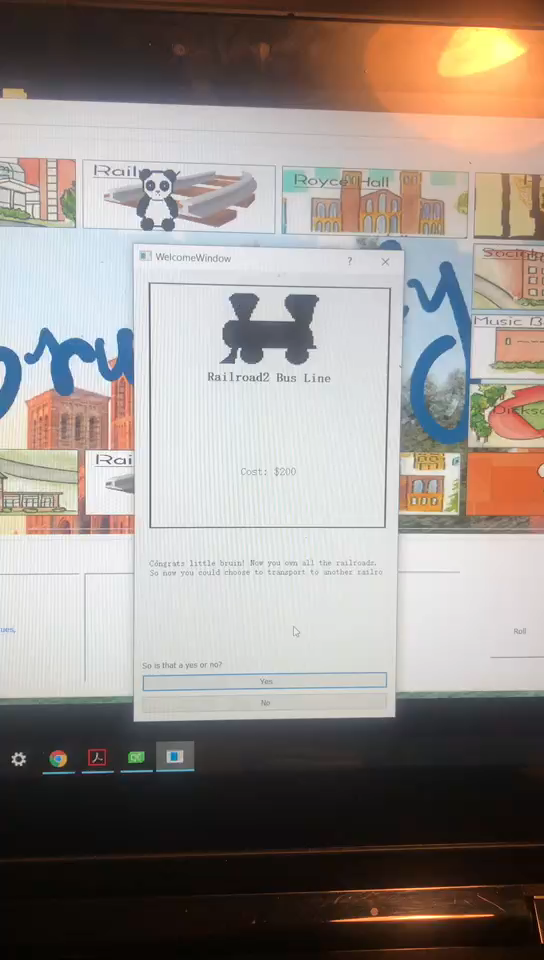 Rail
Royce Hall
WelcomeWindow
?
Music B
Railroad2 Bus Line
Rai
Cost: $200
Congrats little bruin! Now you own all the railroads.
So now you could choose to transport to another railro
Roll
So is that a yes or no?
Yes
No
QC